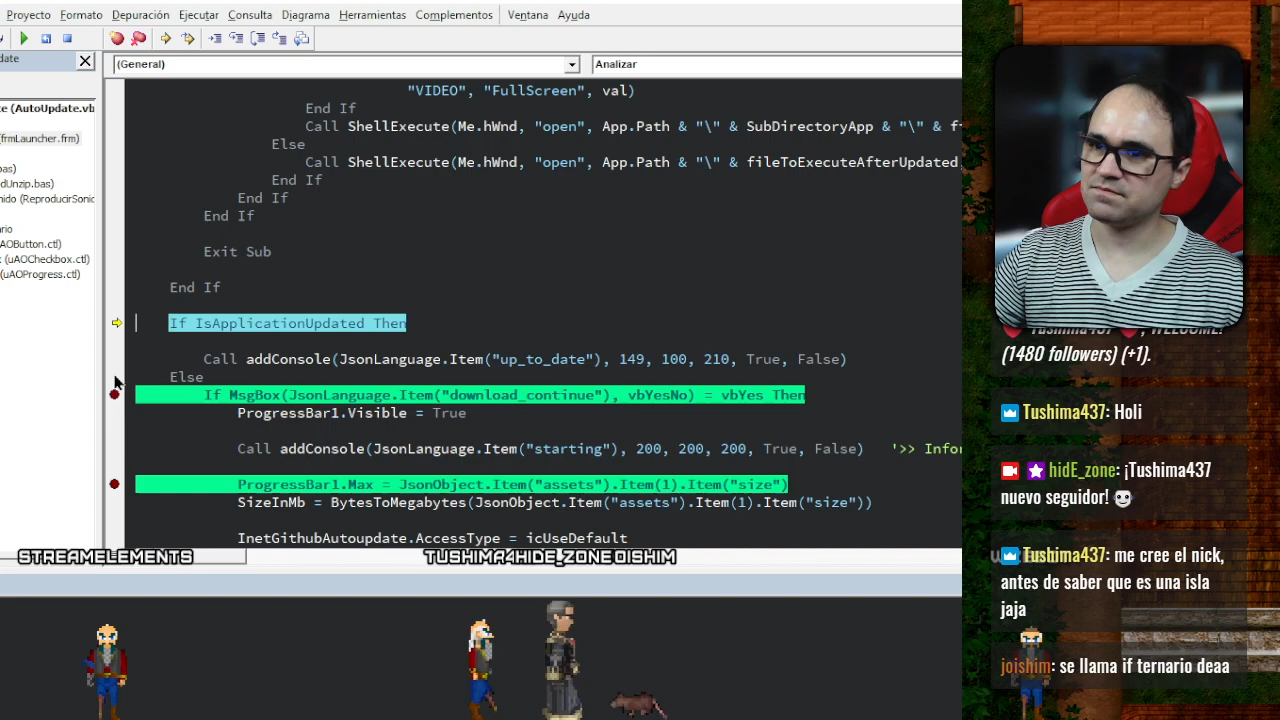 Proyecto Formato Depuración Ejecutar Consulta Diagrama Herramientas Complementos Ventana Ayuda
(General) Analizar
date
e (AutoUpdate.vb
(frmLauncher.frm)
as)
dUnzip.bas)
nido (ReproducirSonic
ario
AOButton.ctl)
(uAOCheckbox.ctl)
(uAOProgress.ctl)
"VIDEO", "FullScreen", val)
End If
Call ShellExecute(Me.hWnd, "open", App.Path & "\" & SubDirectoryApp & "\" & f
Else
Call ShellExecute(Me.hWnd, "open", App.Path & "\" & fileToExecuteAfterUpdated,
End If
End If
End If
Exit Sub
End If
If IsApplicationUpdated Then
Call addConsole(JsonLanguage.Item("up_to_date"), 149, 100, 210, True, False)
Else
If MsgBox(JsonLanguage.Item("download_continue"), vbYesNo) = vbYes Then
ProgressBar1.Visible = True
Call addConsole(JsonLanguage.Item("starting"), 200, 200, 200, True, False) '>> Infor
ProgressBar1.Max = JsonObject.Item("assets").Item(1).Item("size")
SizeInMb = BytesToMegabytes(JsonObject.Item("assets").Item(1).Item("size"))
InetGithubAutoupdate.AccessType = icUseDefault
STREAMELEMENTS
Tushima437 , WELCOME!
(1480 followers) (+1).
Tushima437: Holi
hidE_zone: ¡Tushima437
nuevo seguidor!
Tushima437: me cree el nick,
antes de saber que es una isla
jaja
joishim: se llama if ternario deaa